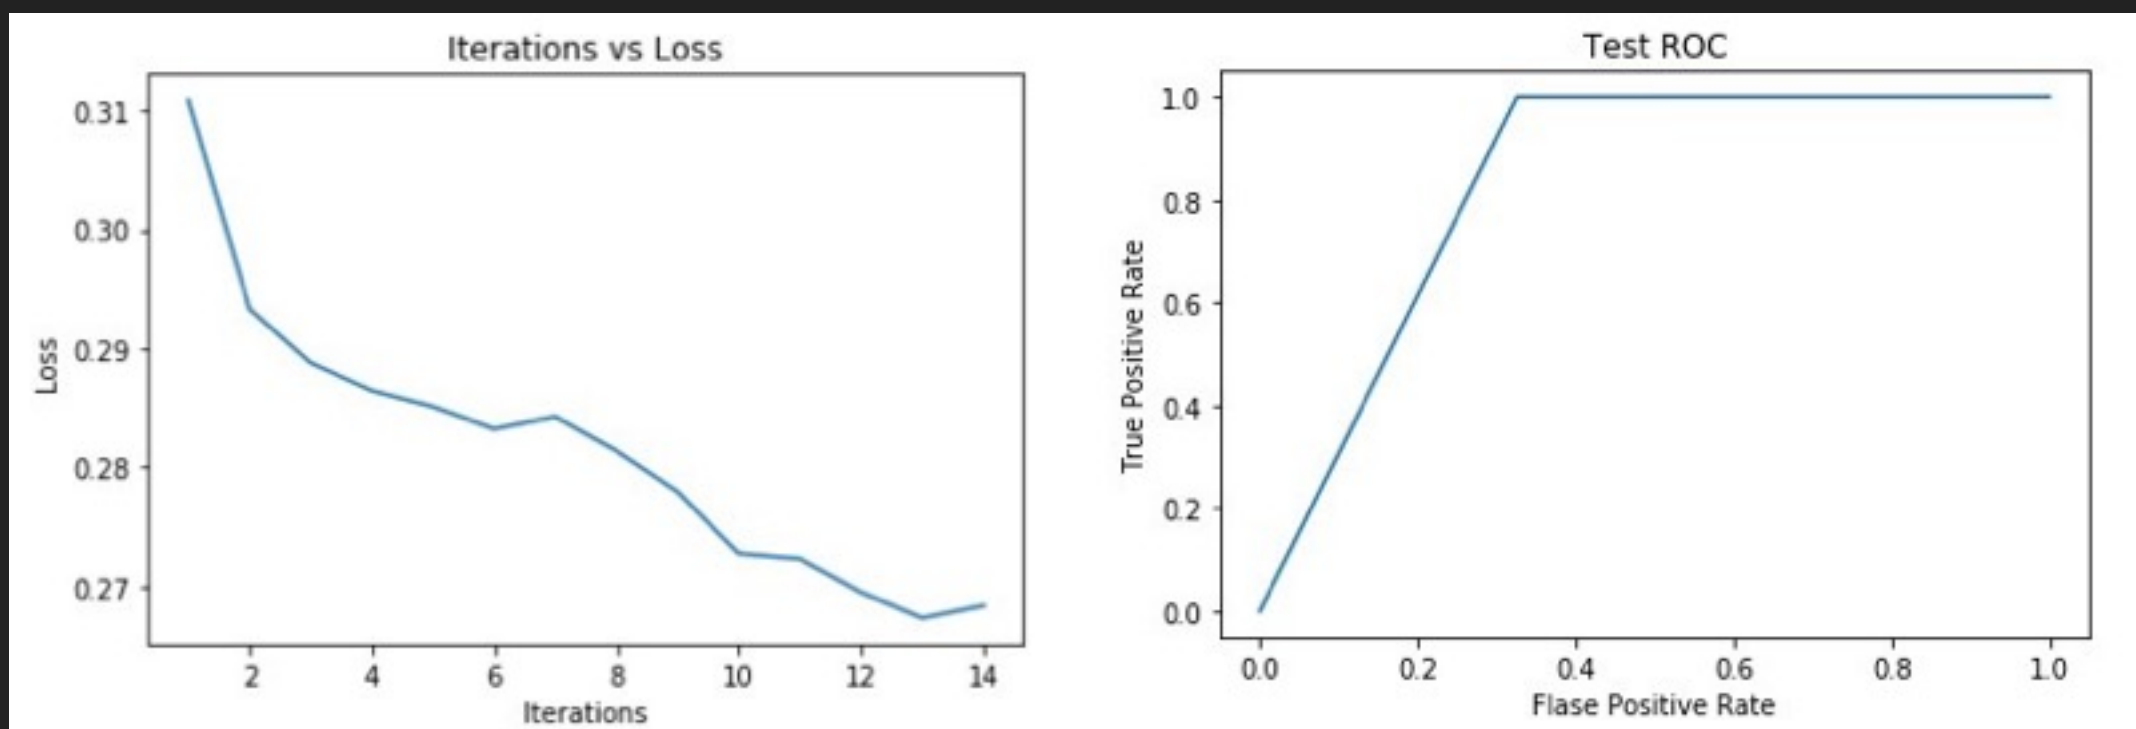 Iterations vs Loss
0.31
0.30
0.29
0.28
0.27
Loss
2 4 6 8 10 12 14
Iterations
Test ROC
1.0
0.8
0.6
0.4
0.2
0.0
True Positive Rate
0.0 0.2 0.4 0.6 0.8 1.0
Flase Positive Rate